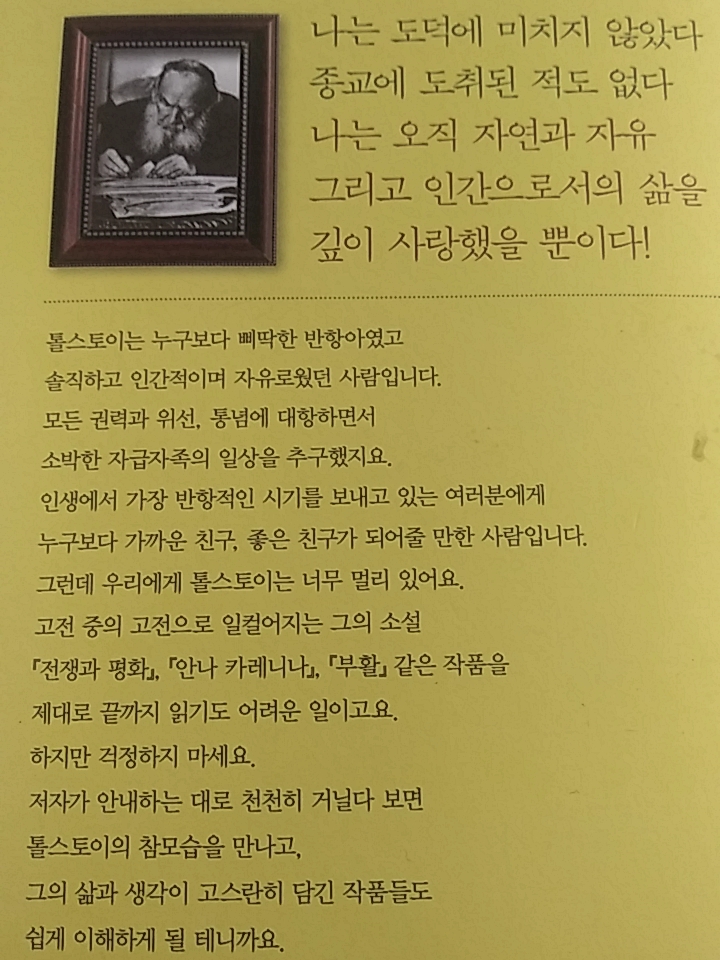 나는 도덕에 미치지 않았다
종교에 도취된 적도 없다
나는 오직 자연과 자유
그리고 인간으로서의 삶을
깊이 사랑했을 뿐이다!
톨스토이는 누구보다 삐딱한 반항아였고
솔직하고 인간적이며 자유로웠던 사람입니다.
모든 권력과 위선, 통념에 대항하면서
소박한 자급자족의 일상을 추구했지요.
인생에서 가장 반항적인 시기를 보내고 있는 여러분에게
누구보다 가까운 친구, 좋은 친구가 되어줄 만한 사람입니다.
그런데 우리에게 톨스토이는 너무 멀리 있어요.
고전 중의 고전으로 일컬어지는 그의 소설
『전쟁과 평화』, 『안나 카레니나』, 『부활』 같은 작품을
제대로 끝까지 읽기도 어려운 일이고요.
하지만 걱정하지 마세요.
저자가 안내하는 대로 천천히 거닐다 보면
톨스토이의 참모습을 만나고,
그의 삶과 생각이 고스란히 담긴 작품들도
쉽게 이해하게 될 테니까요.